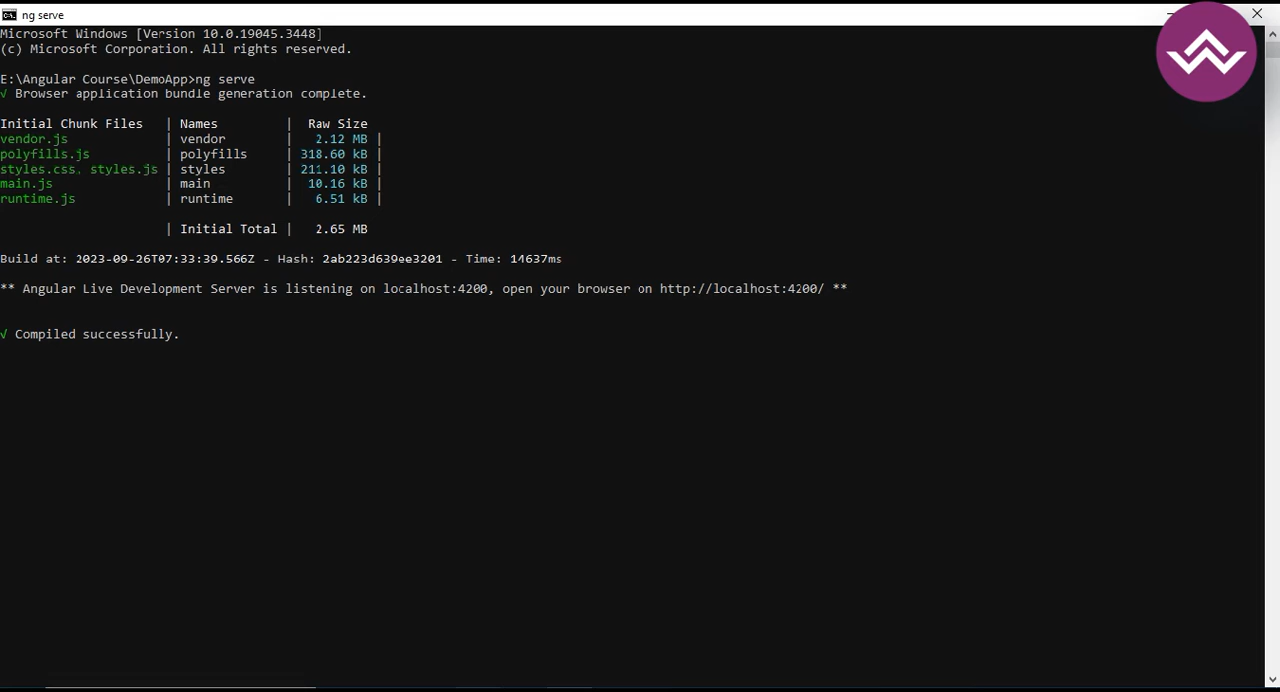 ng serve
Microsoft Windows [Version 10.0.19045.3448]
(c) Microsoft Corporation. All rights reserved.
E:\Angular Course\DemoApp>ng serve
√ Browser application bundle generation complete.
Initial Chunk Files | Names | Raw Size
vendor.js | vendor | 2.12 MB |
polyfills.js | polyfills | 318.60 kB |
styles.css, styles.js | styles | 211.10 kB |
main.js | main | 10.16 kB |
runtime.js | runtime | 6.51 kB |
| Initial Total | 2.65 MB
Build at: 2023-09-26T07:33:39.566Z - Hash: 2ab223d639ee3201 - Time: 14637ms
** Angular Live Development Server is listening on localhost:4200, open your browser on http://localhost:4200/ **
√ Compiled successfully.